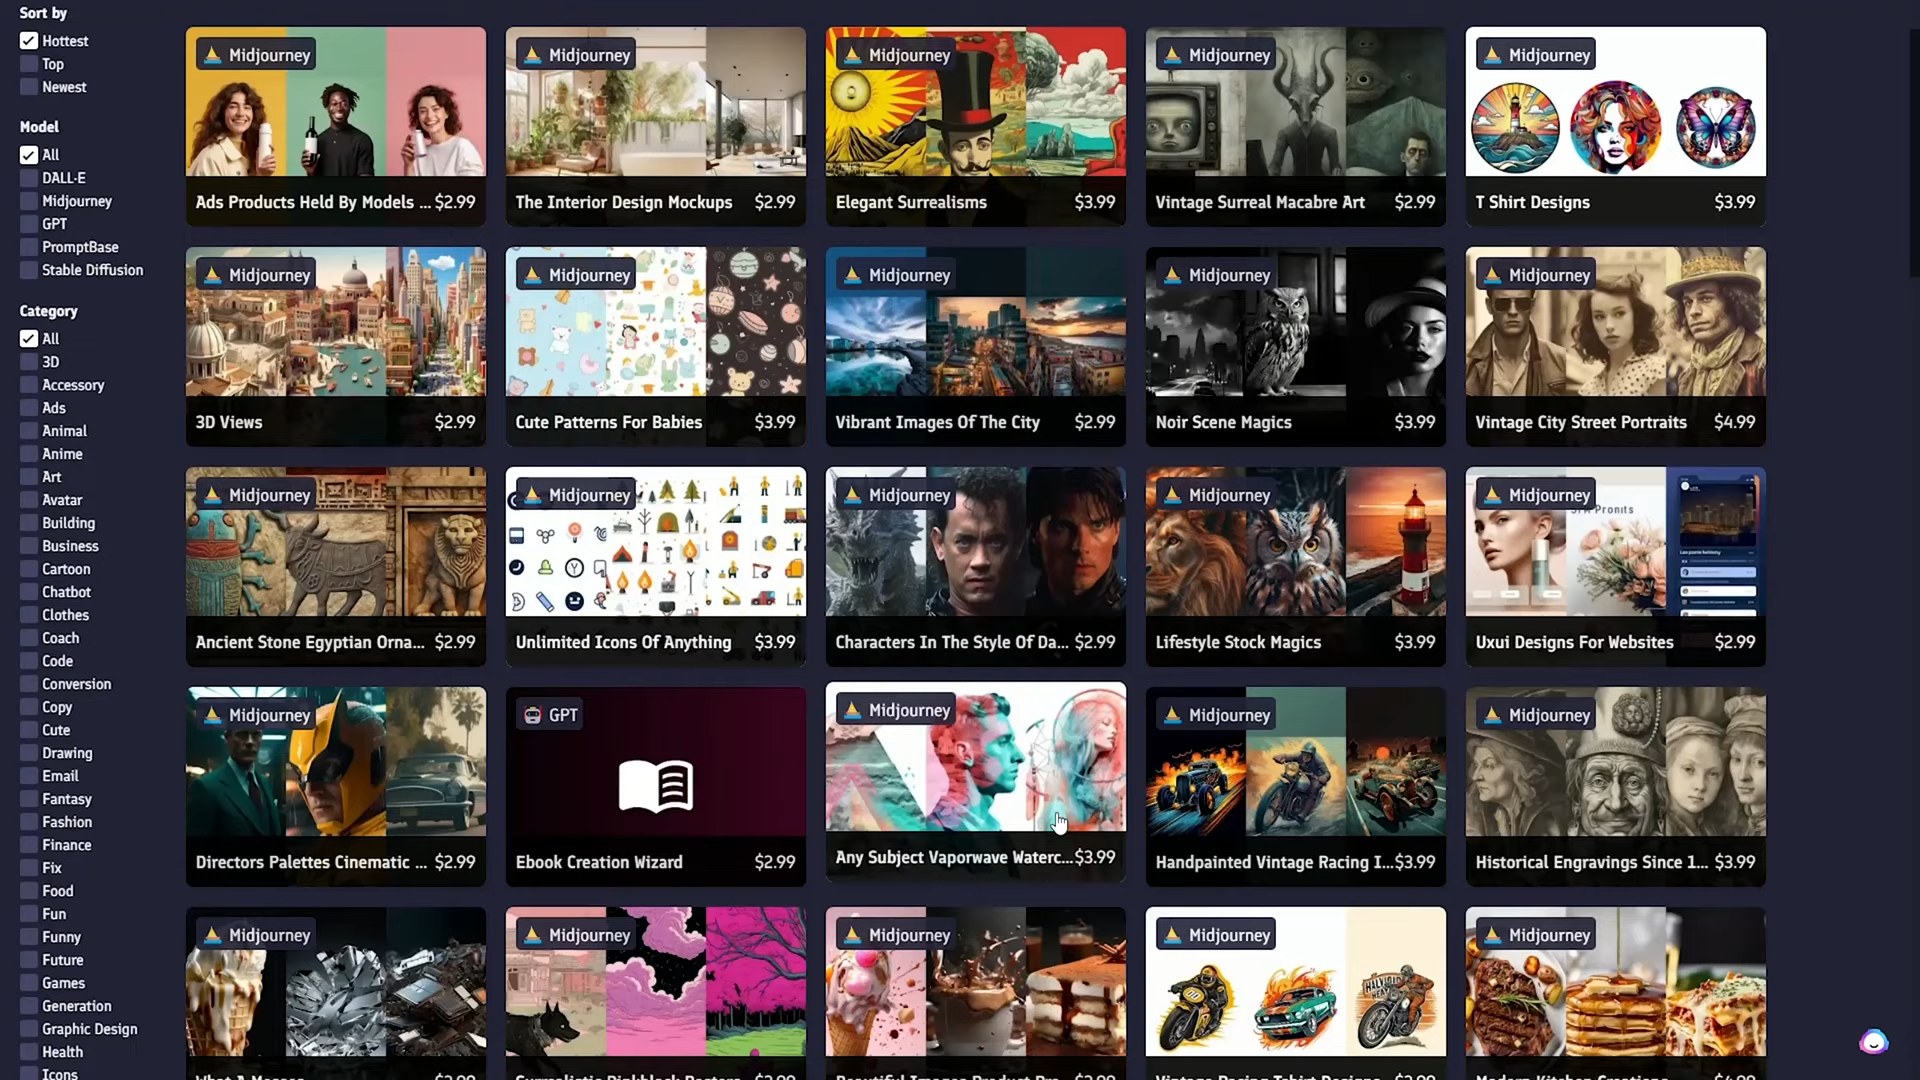 Sort by
Hottest
Top
Newest
Model
All
DALL·E
Midjourney
GPT
PromptBase
Stable Diffusion
Category
All
3D
Accessory
Ads
Animal
Anime
Art
Avatar
Building
Business
Cartoon
Chatbot
Clothes
Coach
Code
Conversion
Copy
Cute
Drawing
Email
Fantasy
Fashion
Finance
Fix
Food
Fun
Funny
Future
Games
Generation
Graphic Design
Health
Icons
Midjourney
Midjourney
Midjourney
Midjourney
Midjourney
Ads Products Held By Models ... $2.99
The Interior Design Mockups $2.99
Elegant Surrealisms $3.99
Vintage Surreal Macabre Art $2.99
T Shirt Designs $3.99
Midjourney
Midjourney
Midjourney
Midjourney
Midjourney
3D Views $2.99
Cute Patterns For Babies $3.99
Vibrant Images Of The City $2.99
Noir Scene Magics $3.99
Vintage City Street Portraits $4.99
Midjourney
Midjourney
Midjourney
Midjourney
Midjourney
Ancient Stone Egyptian Orna... $2.99
Unlimited Icons Of Anything $3.99
Characters In The Style Of Da... $2.99
Lifestyle Stock Magics $3.99
Uxui Designs For Websites $2.99
Midjourney
GPT
Midjourney
Midjourney
Midjourney
Directors Palettes Cinematic ... $2.99
Ebook Creation Wizard $2.99
Any Subject Vaporwave Waterc... $3.99
Handpainted Vintage Racing I... $3.99
Historical Engravings Since 1... $3.99
Midjourney
Midjourney
Midjourney
Midjourney
Midjourney